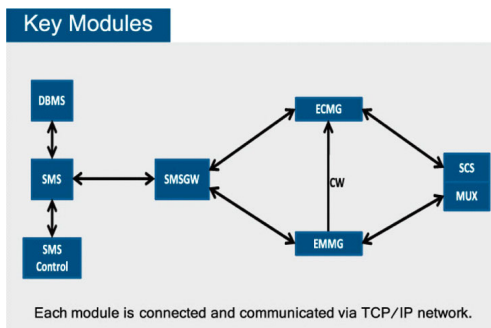 Key Modules
DBMS
ECMG
SMS
SMSGW
CW
SCS
MUX
SMS
Control
EMMG
Each module is connected and communicated via TCP/IP network.